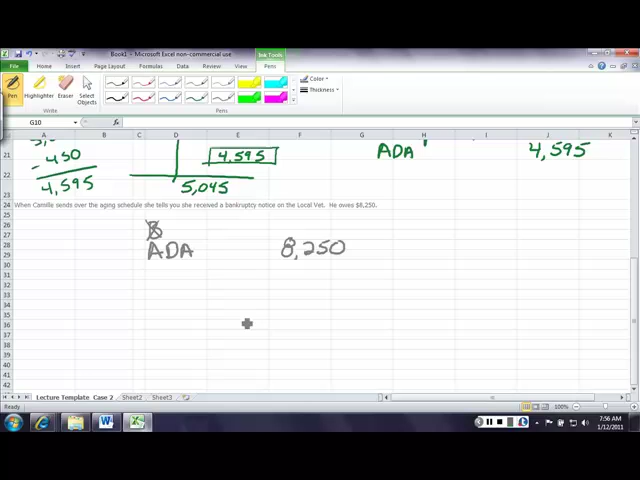 Book1 - Microsoft Excel non-commercial use
Ink Tools
File Home Insert Page Layout Formulas Data Review View Pens
Pen Highlighter Eraser Select Objects
Color
Thickness
Write Pens
G10 fx
A B C D E F G H I J K
21 - 450 4,595 ADA 4,595
22 4,595 5,045
23
24 When Camille sends over the aging schedule she tells you she received a bankruptcy notice on the Local Vet. He owes $8,250.
25
26
27
28 ADA 8,250
29
30
31
32
33
34
35
36
37
38
39
40
41
42
Lecture Template Case 2 Sheet2 Sheet3
Ready 100%
7:56 AM
1/12/2011